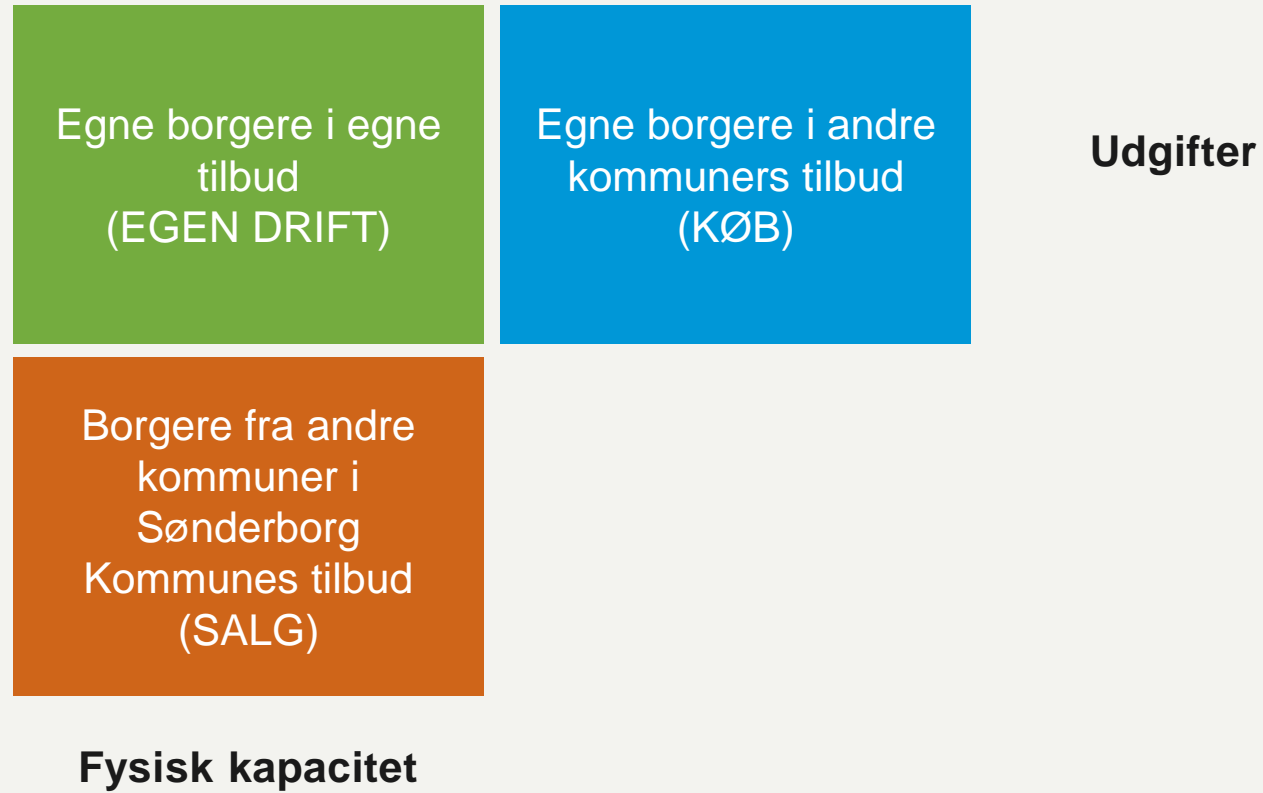 Egne borgere i egne
tilbud
(EGEN DRIFT)
Egne borgere i andre
kommuners tilbud
(KØB)
Udgifter
Borgere fra andre
kommuner i
Sønderborg
Kommunes tilbud
(SALG)
Fysisk kapacitet